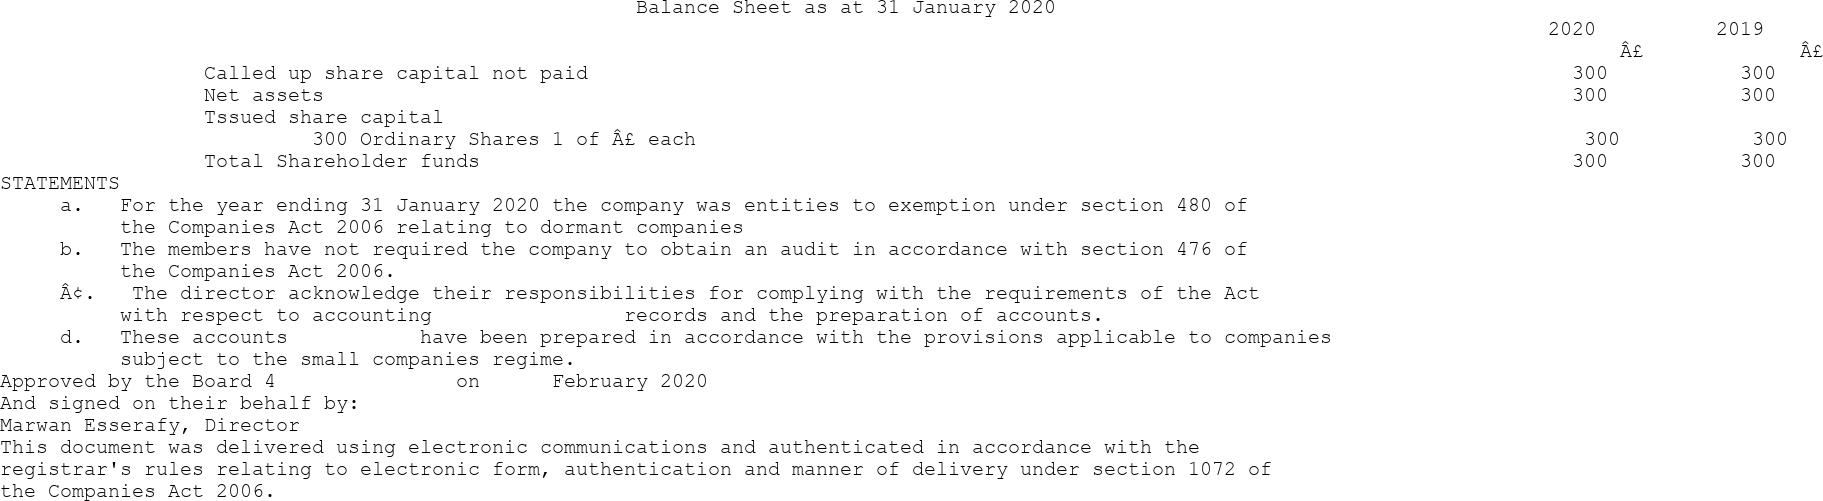 Balance Sheet as at 31 January 2020
2020 2019
Â£ Â£
Called up share capital not paid 300 300
Net assets 300 300
Tssued share capital
300 Ordinary Shares 1 of Â£ each 300 300
Total Shareholder funds 300 300
STATEMENTS
a. For the year ending 31 January 2020 the company was entities to exemption under section 480 of
the Companies Act 2006 relating to dormant companies
b. The members have not required the company to obtain an audit in accordance with section 476 of
the Companies Act 2006.
Â¢. The director acknowledge their responsibilities for complying with the requirements of the Act
with respect to accounting records and the preparation of accounts.
d. These accounts have been prepared in accordance with the provisions applicable to companies
subject to the small companies regime.
Approved by the Board 4 on February 2020
And signed on their behalf by:
Marwan Esserafy, Director
This document was delivered using electronic communications and authenticated in accordance with the
registrar's rules relating to electronic form, authentication and manner of delivery under section 1072 of
the Companies Act 2006.